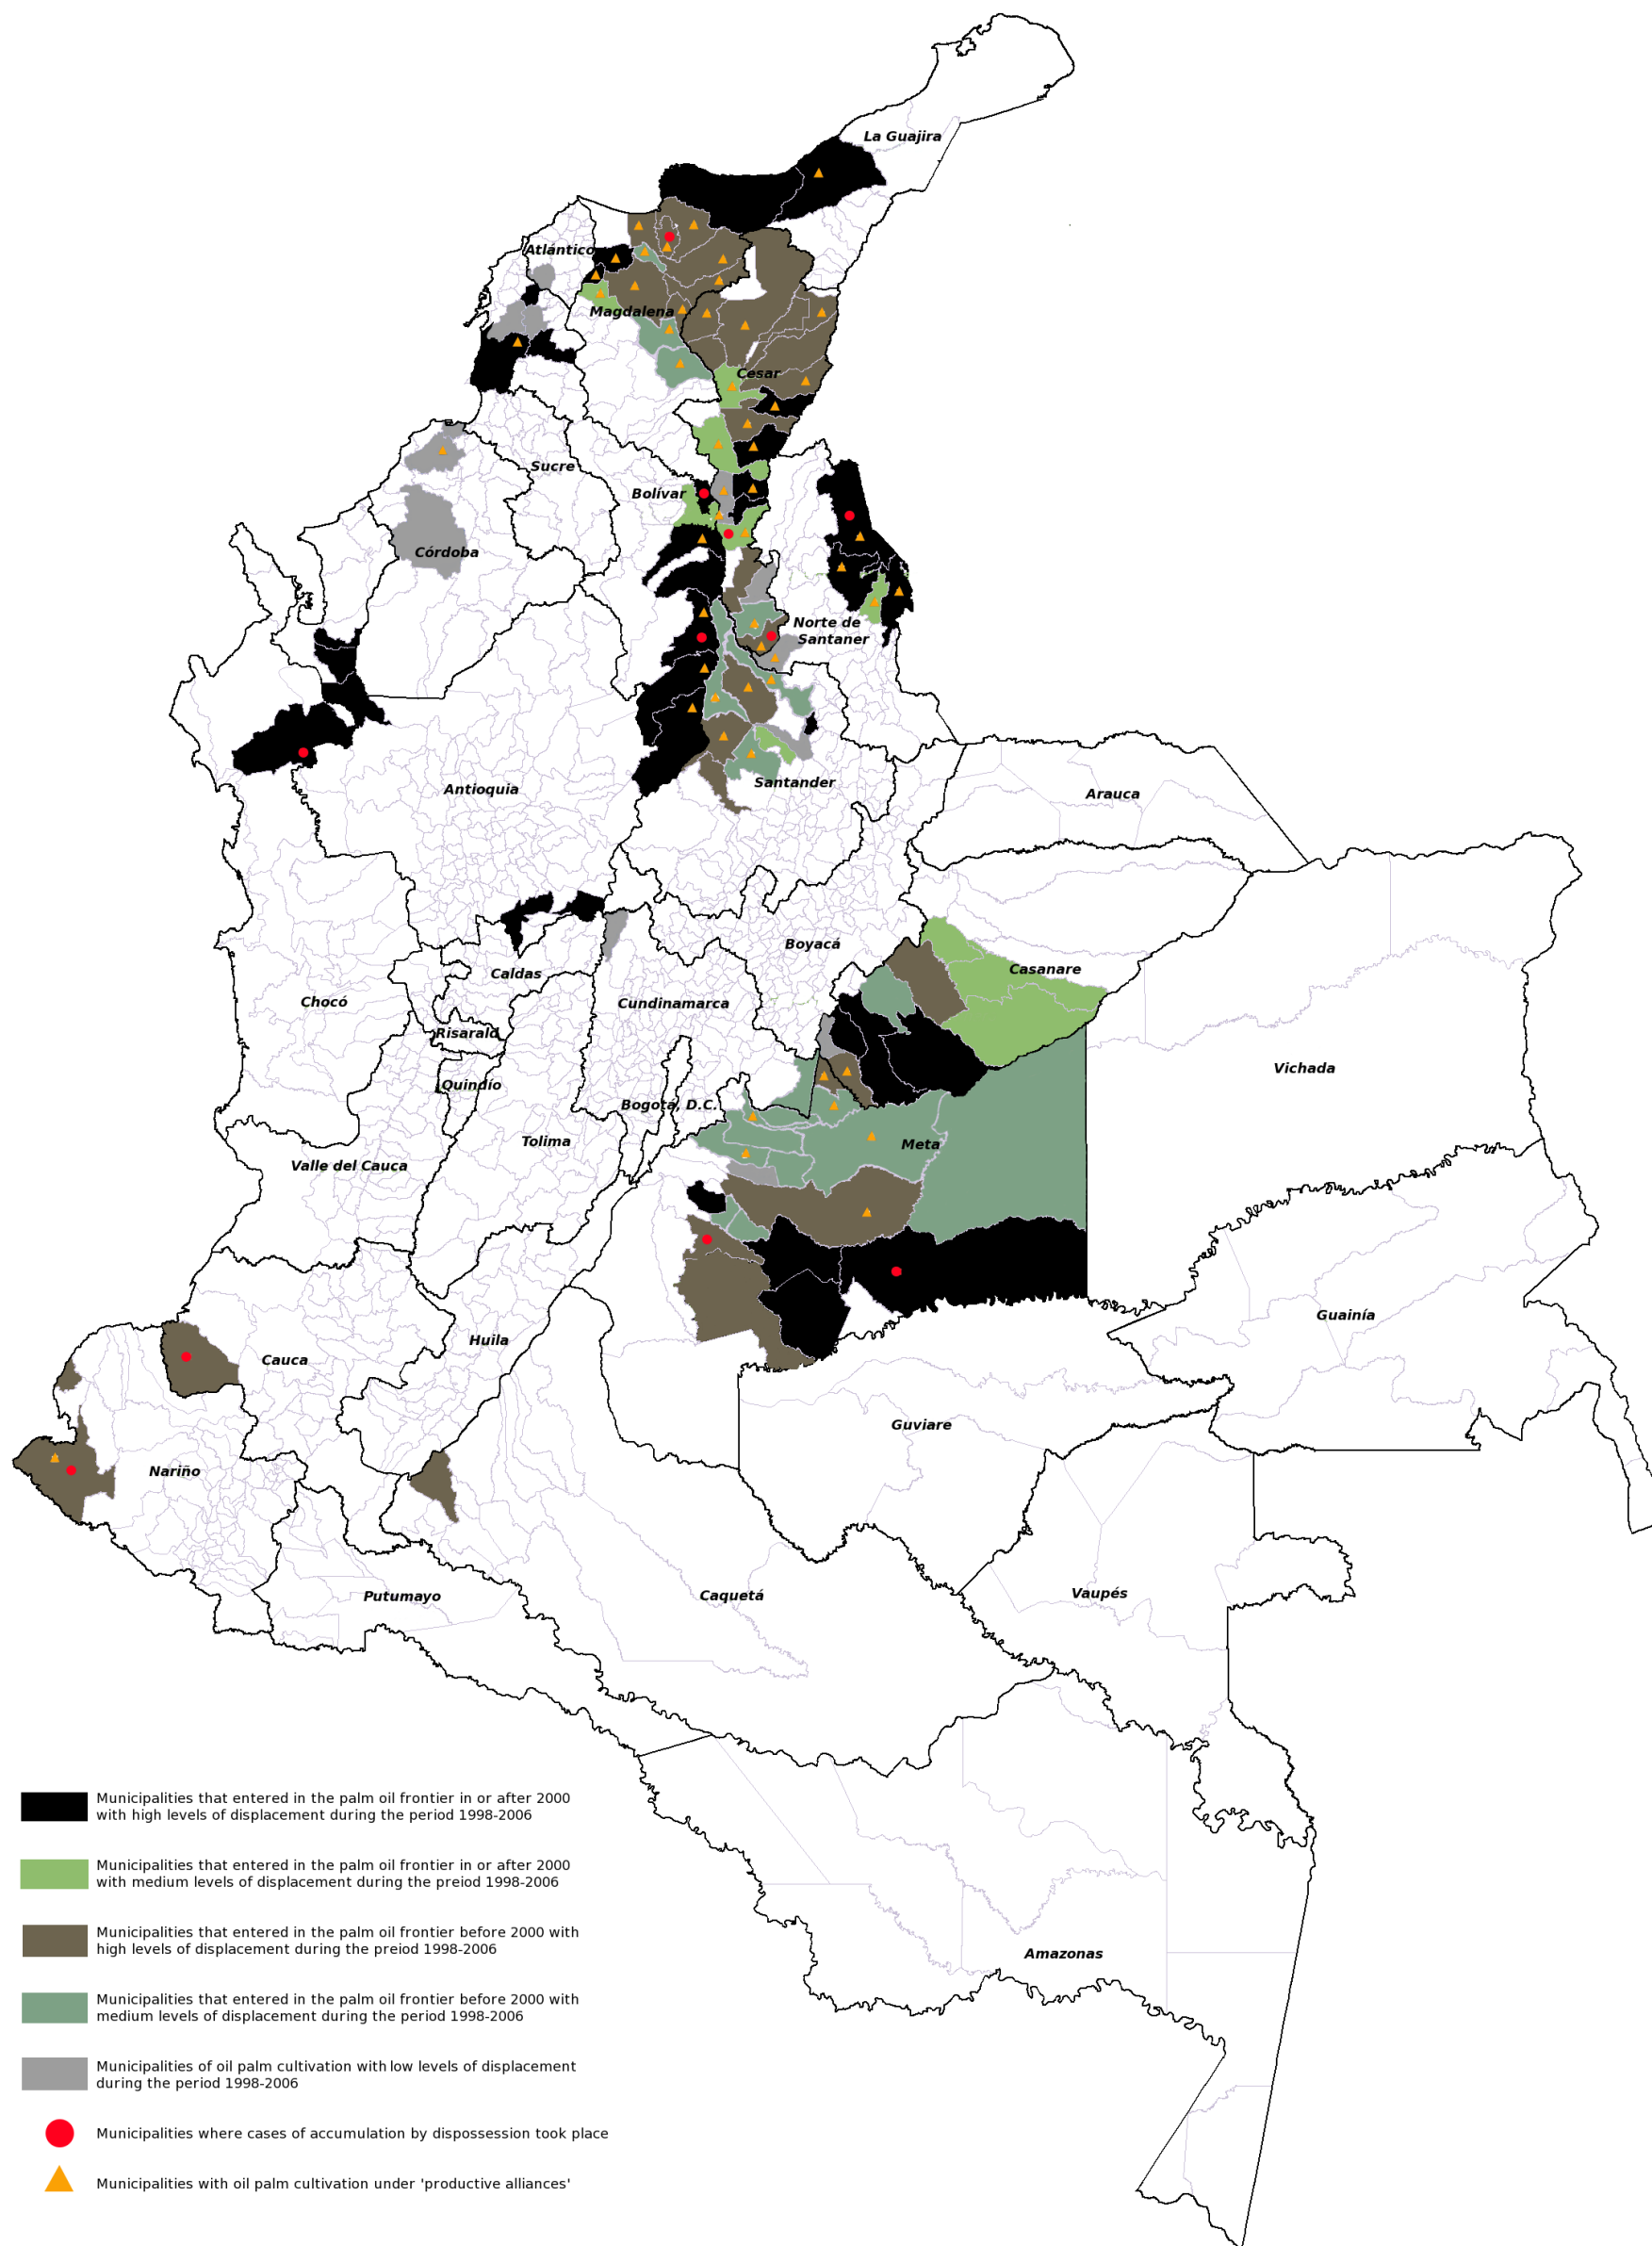 La Guajira
Atlántico
Magdalena
Cesar
Sucre
Bolívar
Córdoba
Norte de
Santaner
Antioquia
Santander
Arauca
Boyacá
Casanare
Caldas
Chocó
Cundinamarca
Risarald
Vichada
Quindío
Bogotá, D.C.
Tolima
Meta
Valle del Cauca
Guainía
Huila
Cauca
Guviare
Nariño
Putumayo
Caquetá
Vaupés
Amazonas
Municipalities that entered in the palm oil frontier in or after 2000
with high levels of displacement during the period 1998-2006
Municipalities that entered in the palm oil frontier in or after 2000
with medium levels of displacement during the preiod 1998-2006
Municipalities that entered in the palm oil frontier before 2000 with
high levels of displacement during the preiod 1998-2006
Municipalities that entered in the palm oil frontier before 2000 with
medium levels of displacement during the period 1998-2006
Municipalities of oil palm cultivation with low levels of displacement
during the period 1998-2006
Municipalities where cases of accumulation by dispossession took place
Municipalities with oil palm cultivation under 'productive alliances'